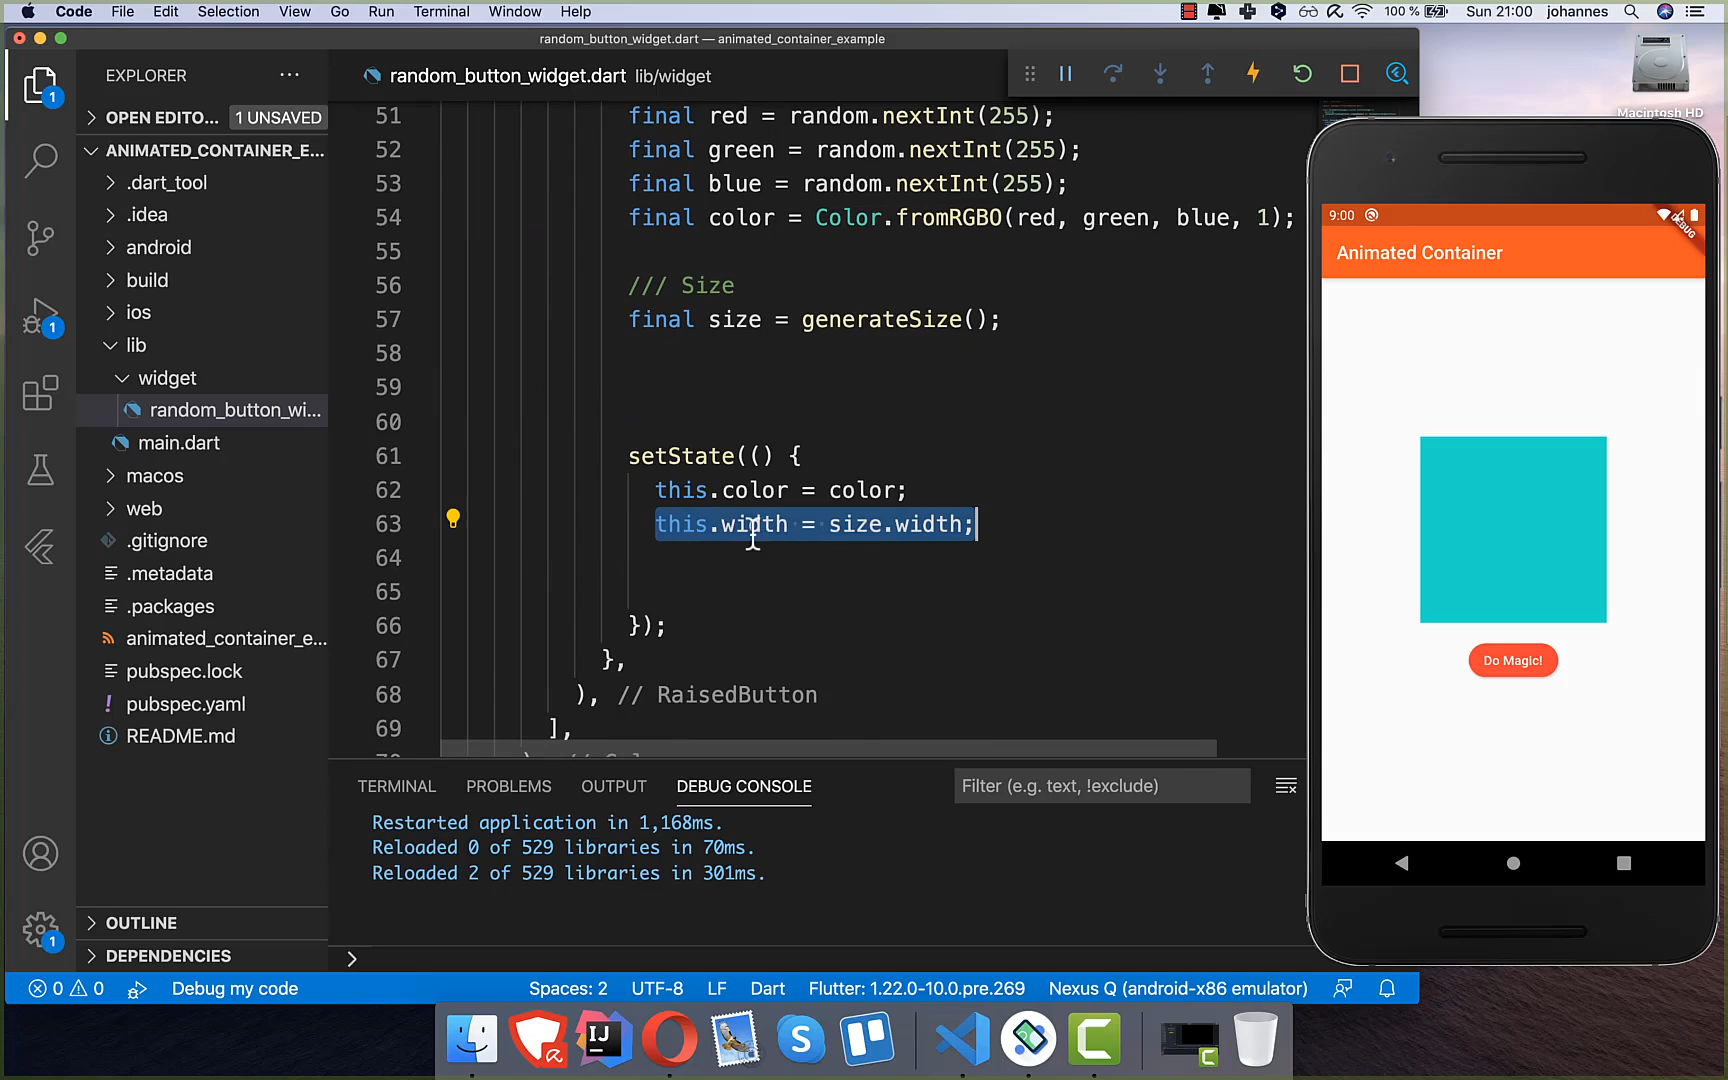 Code File Edit Selection View Go Run Terminal Window Help 100 % Sun 21:00 johannes
random_button_widget.dart — animated_container_example
EXPLORER
OPEN EDITO... 1 UNSAVED
ANIMATED_CONTAINER_E...
.dart_tool
.idea
android
build
ios
lib
widget
random_button_wi...
main.dart
macos
web
.gitignore
.metadata
.packages
animated_container_e...
pubspec.lock
! pubspec.yaml
README.md
OUTLINE
DEPENDENCIES
1
1
1
random_button_widget.dart lib/widget
51 final red = random.nextInt(255);
52 final green = random.nextInt(255);
53 final blue = random.nextInt(255);
54 final color = Color.fromRGBO(red, green, blue, 1);
55
56 /// Size
57 final size = generateSize();
58
59
60
61 setState(() {
62 this.color = color;
63 this.width = size.width;
64
65
66 });
67 },
68 ), // RaisedButton
69 ],
TERMINAL PROBLEMS OUTPUT DEBUG CONSOLE Filter (e.g. text, !exclude)
Restarted application in 1,168ms.
Reloaded 0 of 529 libraries in 70ms.
Reloaded 2 of 529 libraries in 301ms.
0 0 Debug my code Spaces: 2 UTF-8 LF Dart Flutter: 1.22.0-10.0.pre.269 Nexus Q (android-x86 emulator)
Macintosh HD
9:00
DEBUG
Animated Container
Do Magic!
IJ